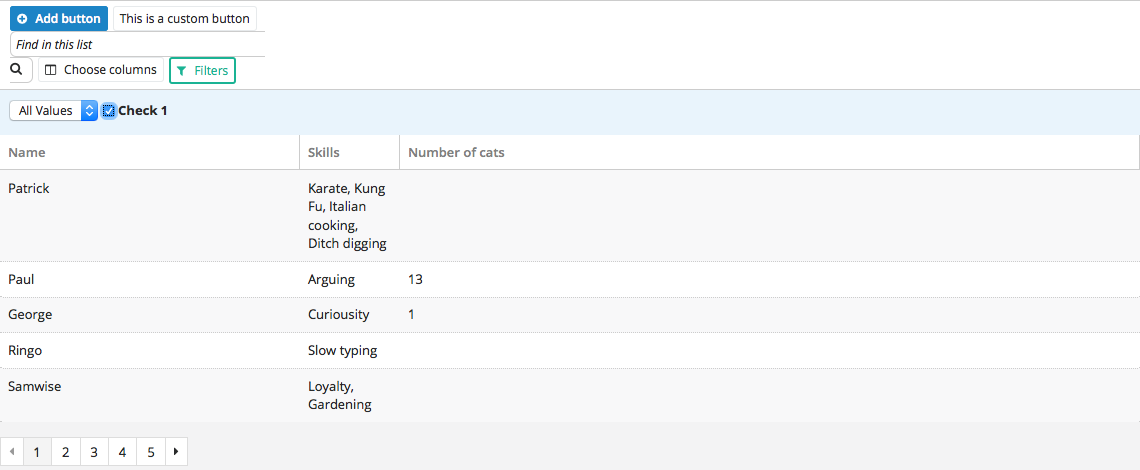 Add button This is a custom button
Find in this list
Choose columns Filters
All Values Check 1
Name Skills Number of cats
Patrick Karate, Kung
Fu, Italian
cooking,
Ditch digging
Paul Arguing 13
George Curiousity 1
Ringo Slow typing
Samwise Loyalty,
Gardening
1 2 3 4 5